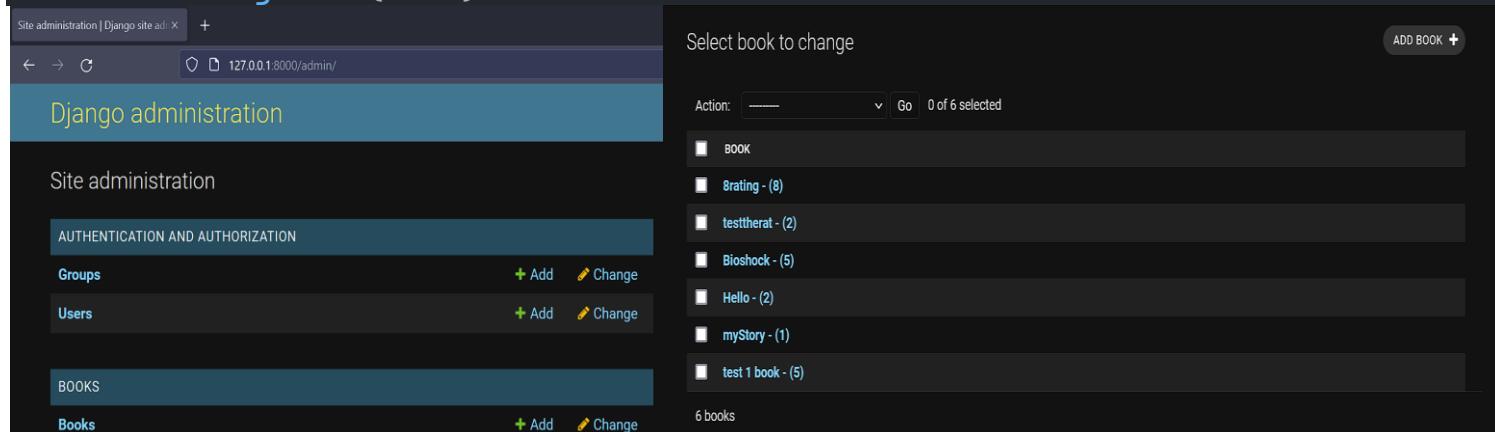 Site administration | Django site adi
127.0.0.1:8000/admin/
Django administration
Site administration
AUTHENTICATION AND AUTHORIZATION
Groups Add Change
Users Add Change
BOOKS
Books Add Change
Select book to change
ADD BOOK +
Action: --------- Go 0 of 6 selected
BOOK
8rating - (8)
testtherat - (2)
Bioshock - (5)
Hello - (2)
myStory - (1)
test 1 book - (5)
6 books